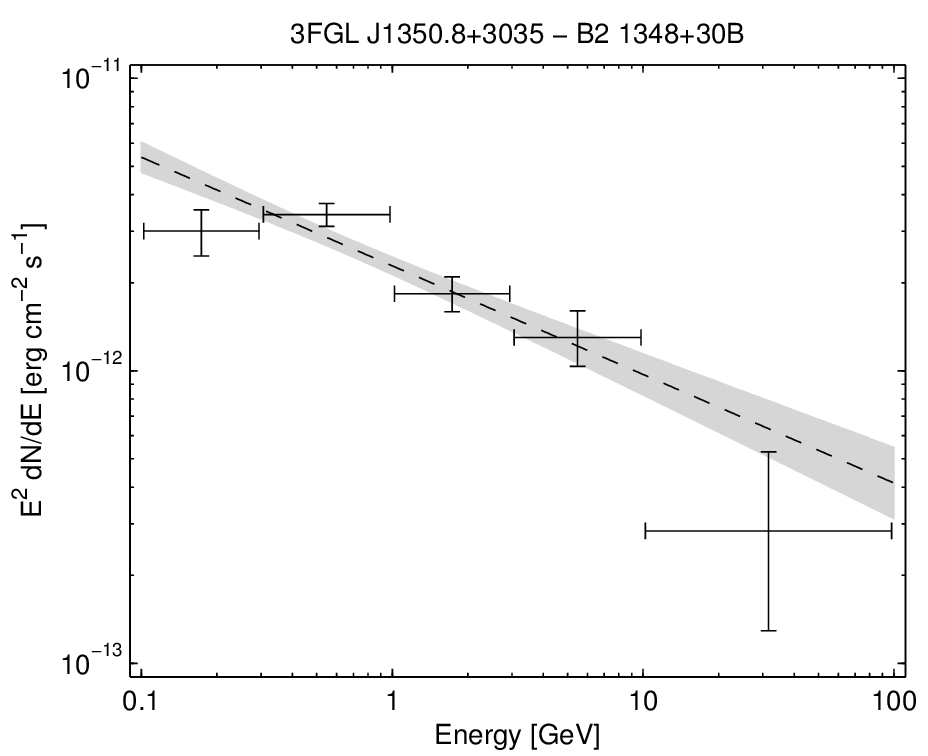 3FGL J1350.8+3035 − B2 1348+30B
10⁻¹¹
10⁻¹²
10⁻¹³
E² dN/dE [erg cm⁻² s⁻¹]
0.1 1 10 100
Energy [GeV]